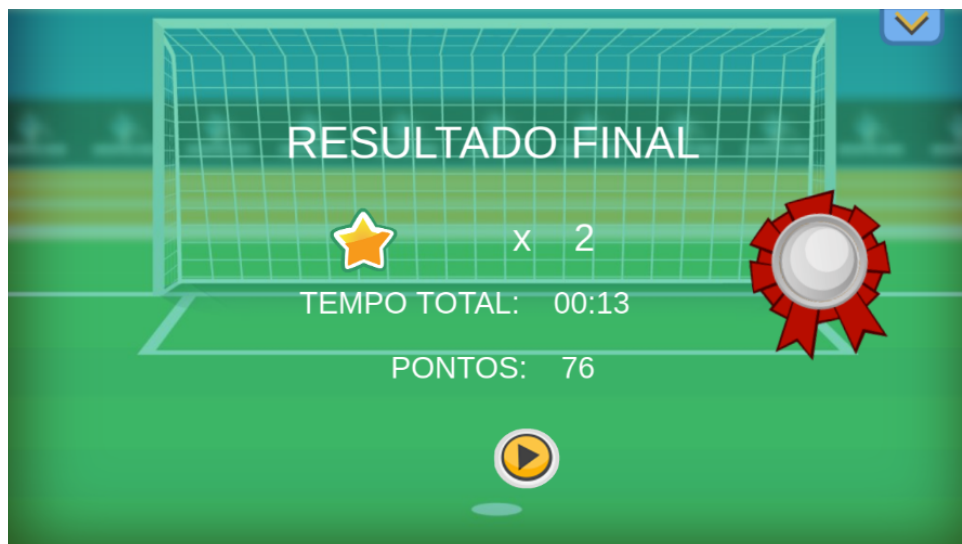 RESULTADO FINAL
x 2
TEMPO TOTAL: 00:13
PONTOS: 76